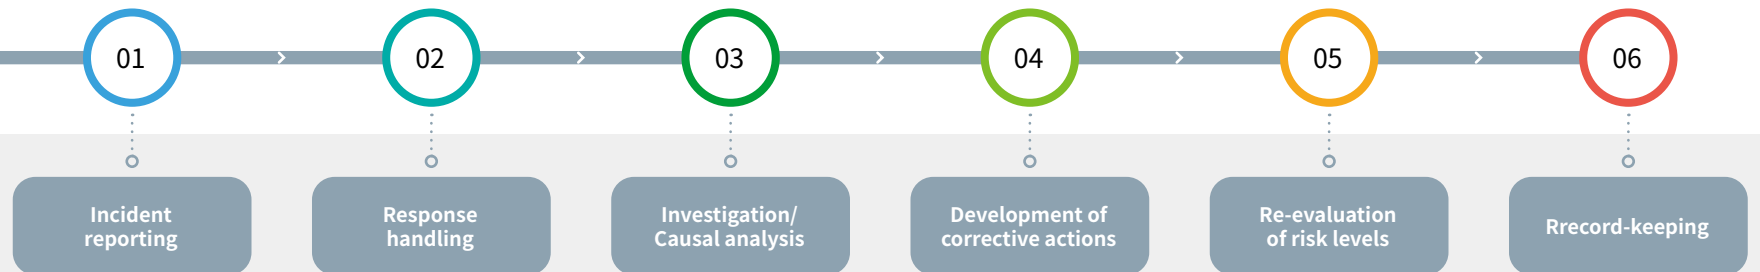 01
02
03
04
05
06
Incident
reporting
Response
handling
Investigation/
Causal analysis
Development of
corrective actions
Re-evaluation
of risk levels
Rrecord-keeping